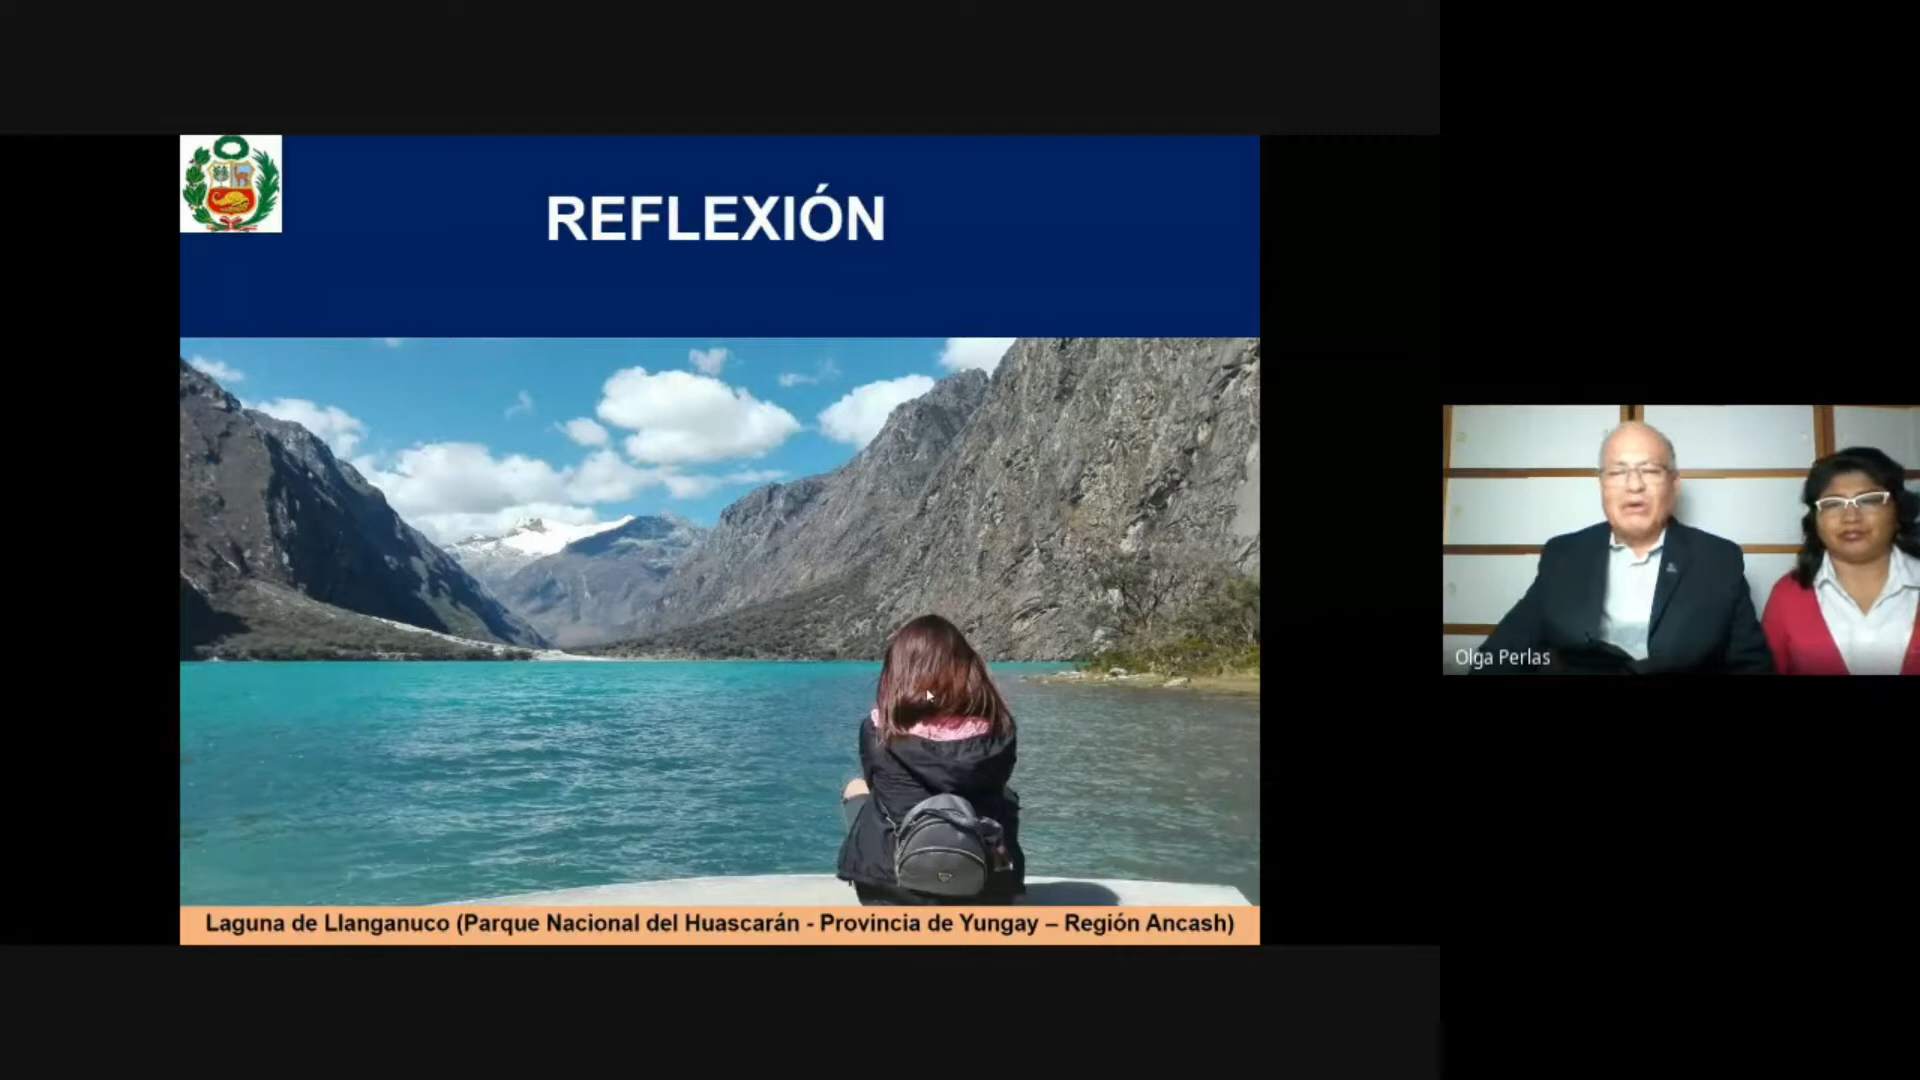 REFLEXIÓN
Laguna de Llanganuco (Parque Nacional del Huascarán - Provincia de Yungay – Región Ancash)
Olga Perlas